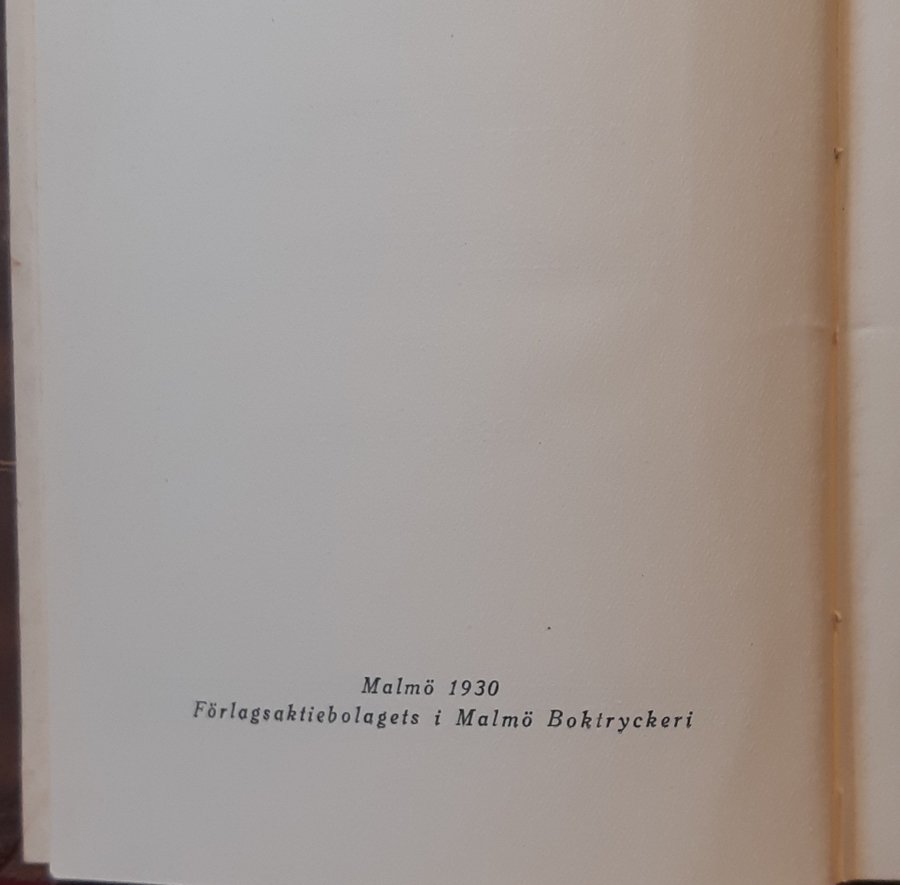 Malmö 1930
Förlagsaktiebolagets i Malmö Boktryckeri